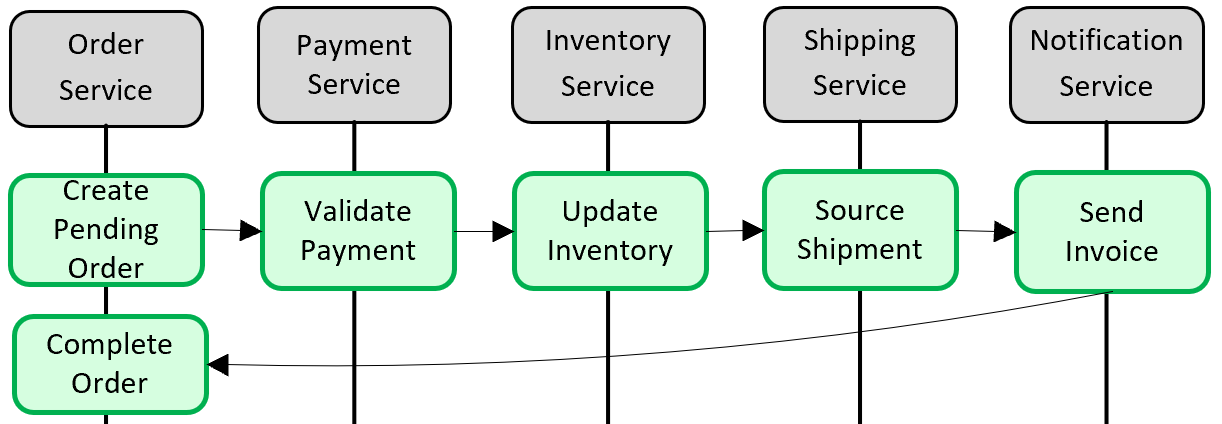 Order
Service
Payment
Service
Inventory
Service
Shipping
Service
Notification
Service
Create
Pending
Order
Validate
Payment
Update
Inventory
Source
Shipment
Send
Invoice
Complete
Order